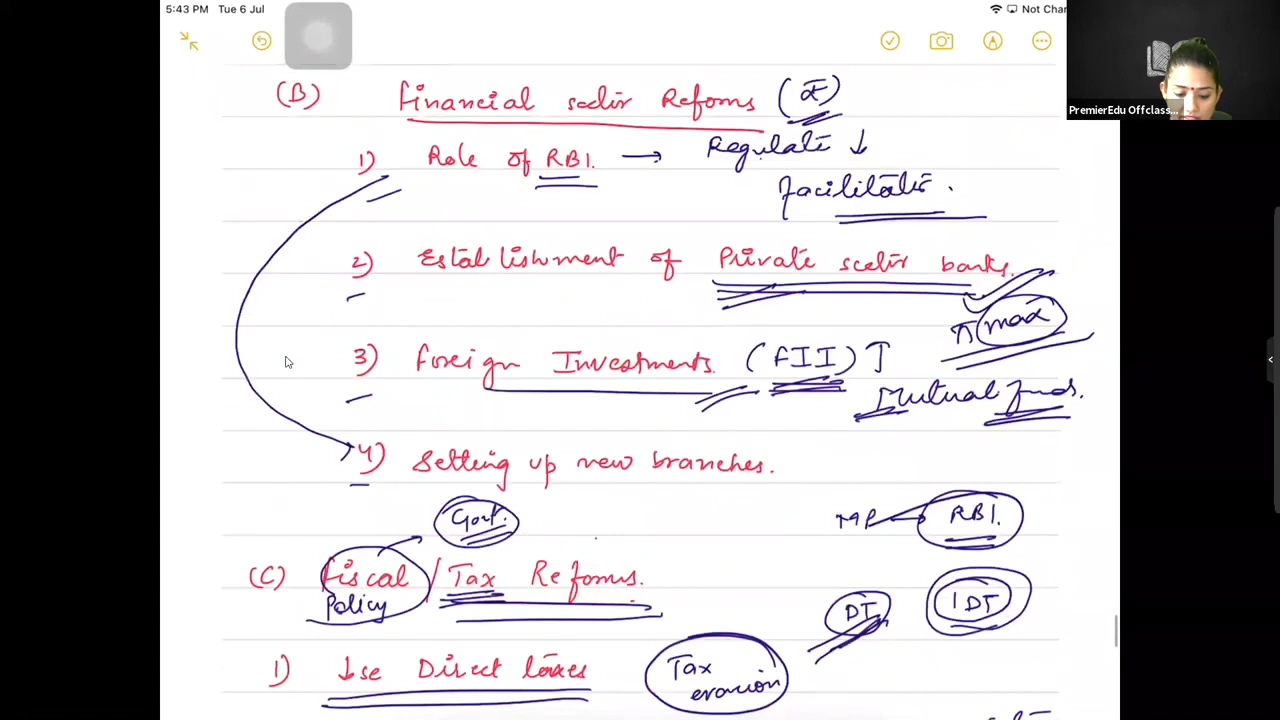 5:43 PM Tue 6 Jul
Not Char
PremierEdu Offclass...
(B) Financial sector Reforms
1) Role of RBI. → Regulate ↓
facilitator.
2) Establishment of Private sector banks.
max
3) Foreign Investments. (FII) ↑
Mutual funds.
4) Setting up new branches.
Govt.
MP → RBI.
(C) Fiscal / Tax Reforms.
Policy
DT IDT
1) ↓se Direct taxes Tax
evasion